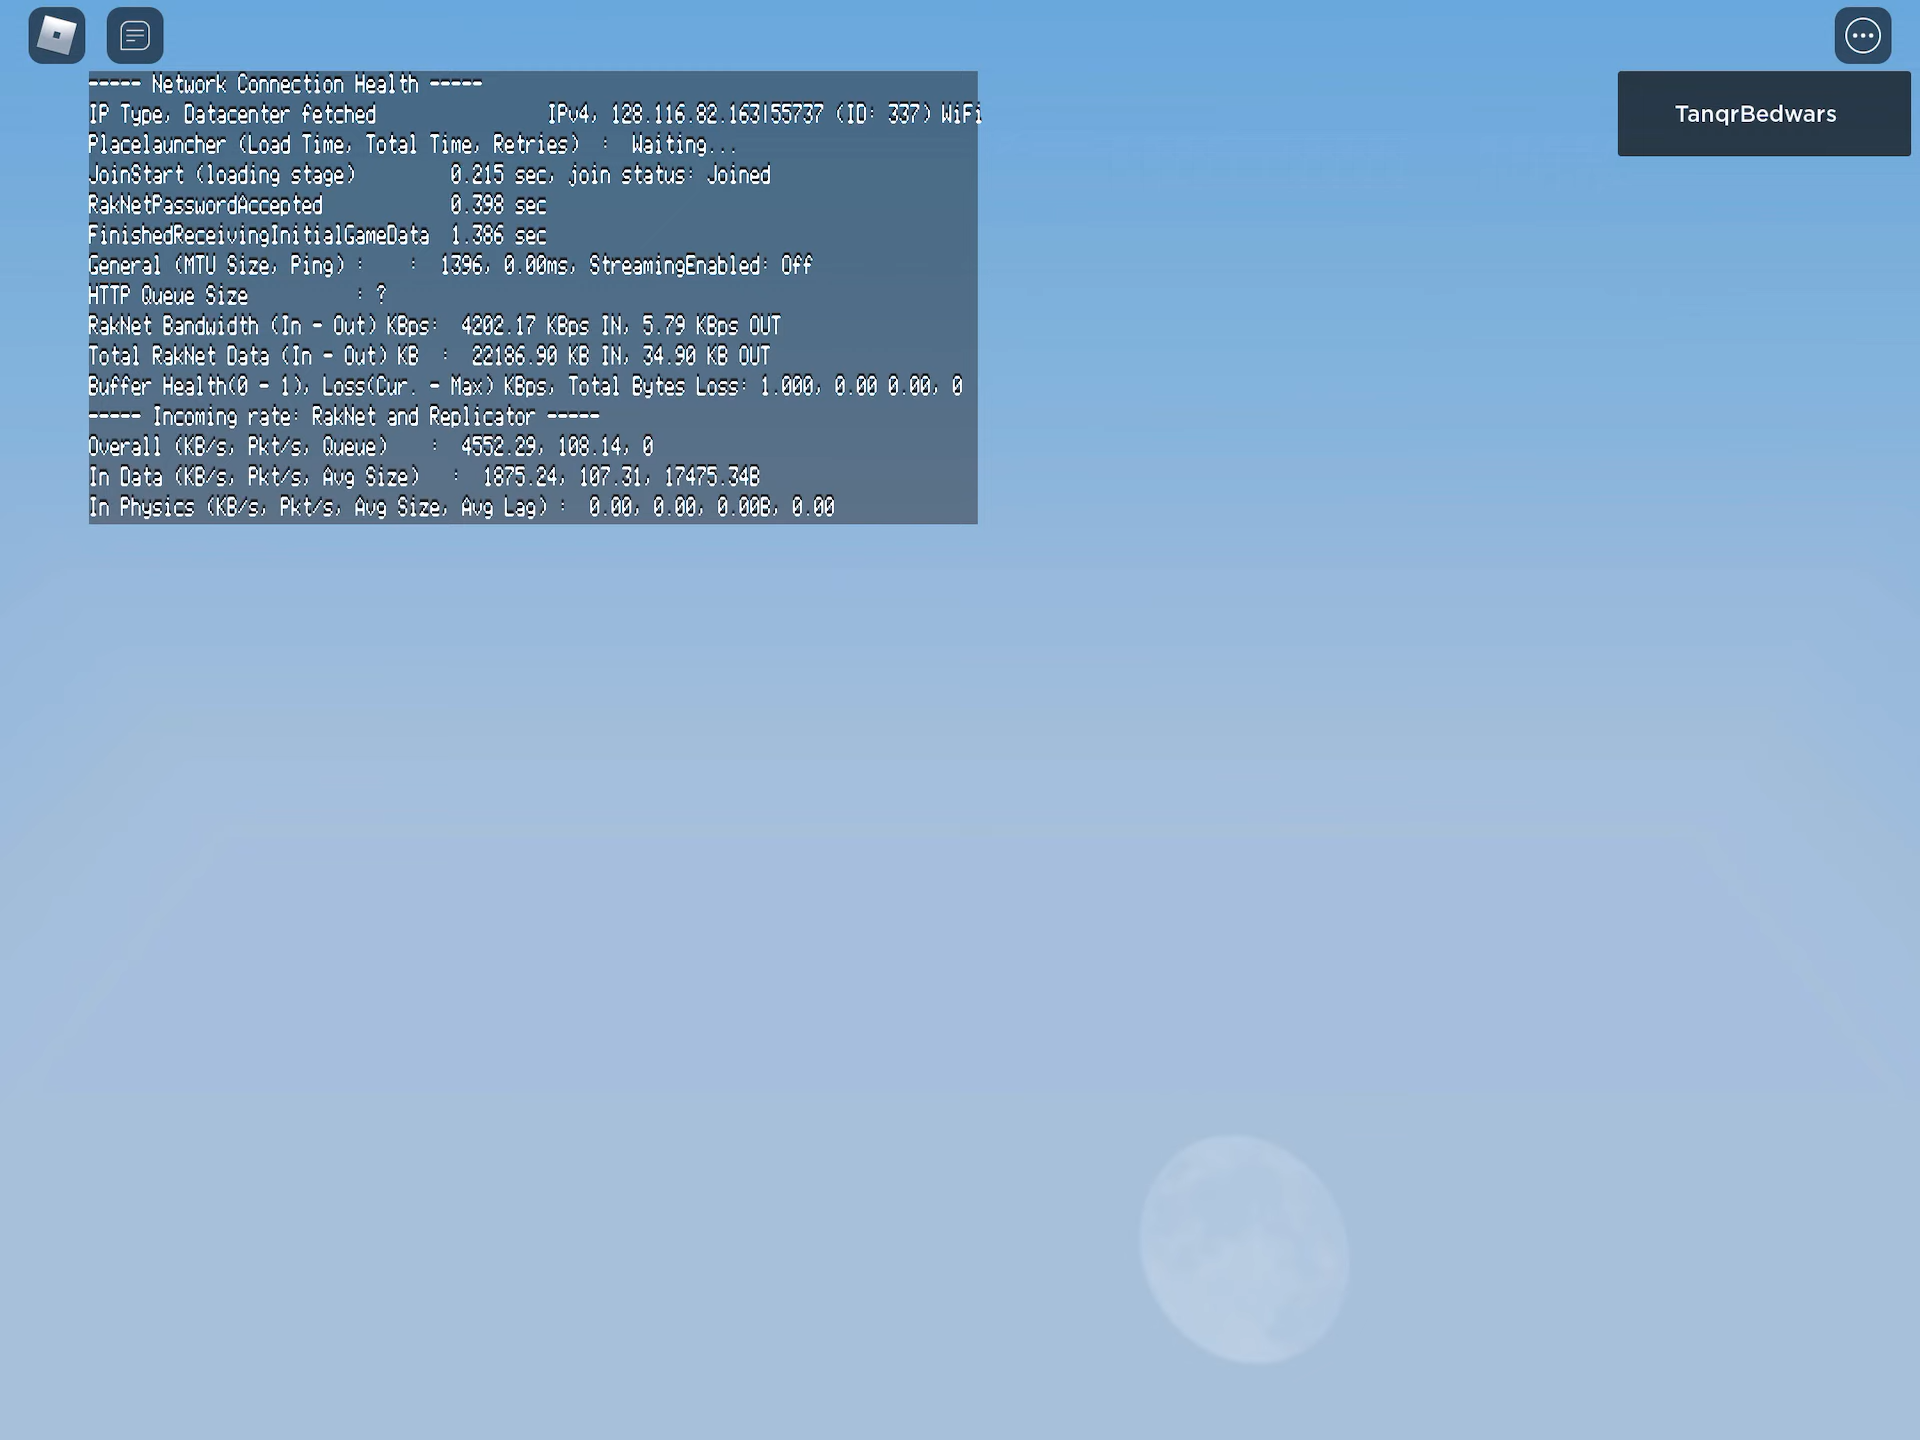 ----- Network Connection Health -----
IP Type, Datacenter fetched IPv4, 128.116.82.163|55737 (ID: 337) WiFi
Placelauncher (Load Time, Total Time, Retries) : Waiting...
JoinStart (loading stage) 0.215 sec, join status: Joined
RakNetPasswordAccepted 0.398 sec
FinishedReceivingInitialGameData 1.386 sec
General (MTU Size, Ping) : : 1396, 0.00ms, StreamingEnabled: Off
HTTP Queue Size : ?
RakNet Bandwidth (In - Out) KBps: 4202.17 KBps IN, 5.79 KBps OUT
Total RakNet Data (In - Out) KB : 22186.90 KB IN, 34.90 KB OUT
Buffer Health(0 - 1), Loss(Cur. - Max) KBps, Total Bytes Loss: 1.000, 0.00 0.00, 0
----- Incoming rate: RakNet and Replicator -----
Overall (KB/s, Pkt/s, Queue) : 4552.29, 108.14, 0
In Data (KB/s, Pkt/s, Avg Size) : 1875.24, 107.31, 17475.34B
In Physics (KB/s, Pkt/s, Avg Size, Avg Lag) : 0.00, 0.00, 0.00B, 0.00
TanqrBedwars